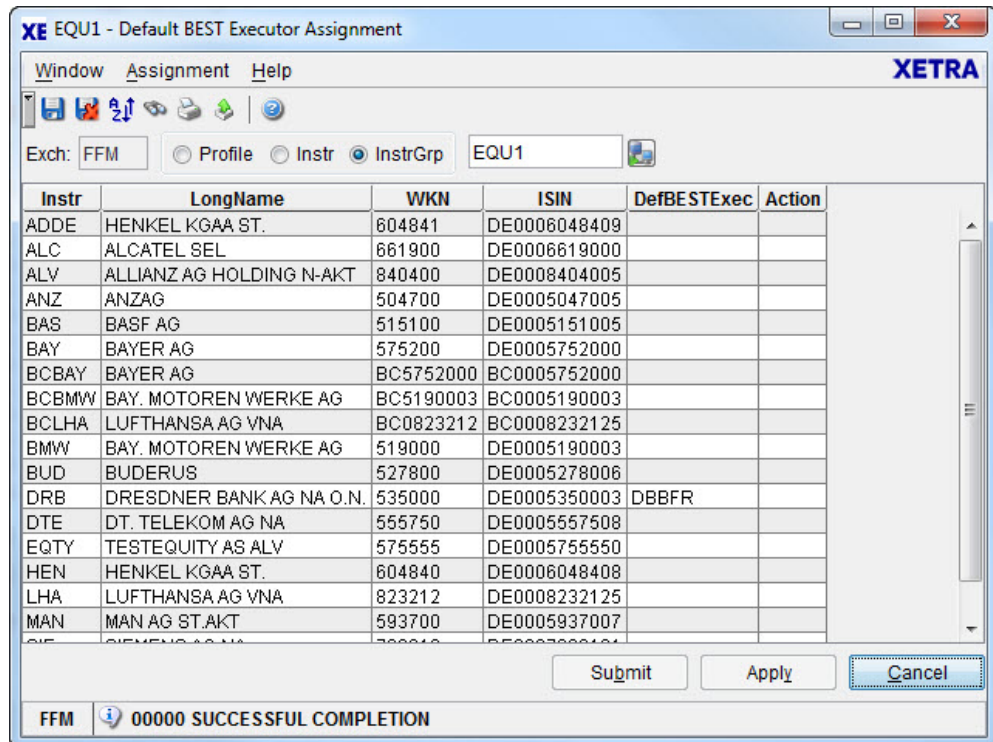 XE EQU1 - Default BEST Executor Assignment
Window Assignment Help XETRA
Exch: FFM Profile Instr InstrGrp EQU1
Instr LongName WKN ISIN DefBESTExec Action
ADDE HENKEL KGAA ST. 604841 DE0006048409
ALC ALCATEL SEL 661900 DE0006619000
ALV ALLIANZ AG HOLDING N-AKT 840400 DE0008404005
ANZ ANZAG 504700 DE0005047005
BAS BASF AG 515100 DE0005151005
BAY BAYER AG 575200 DE0005752000
BCBAY BAYER AG BC5752000 BC0005752000
BCBMW BAY. MOTOREN WERKE AG BC5190003 BC0005190003
BCLHA LUFTHANSA AG VNA BC0823212 BC0008232125
BMW BAY. MOTOREN WERKE AG 519000 DE0005190003
BUD BUDERUS 527800 DE0005278006
DRB DRESDNER BANK AG NA O.N. 535000 DE0005350003 DBBFR
DTE DT. TELEKOM AG NA 555750 DE0005557508
EQTY TESTEQUITY AS ALV 575555 DE0005755550
HEN HENKEL KGAA ST. 604840 DE0006048408
LHA LUFTHANSA AG VNA 823212 DE0008232125
MAN MAN AG ST.AKT 593700 DE0005937007
Submit Apply Cancel
FFM 00000 SUCCESSFUL COMPLETION